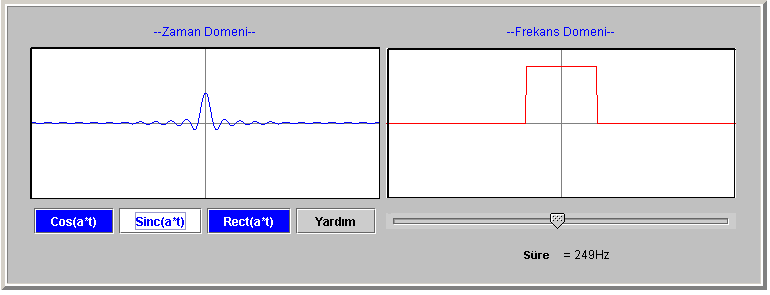 --Zaman Domeni-- --Frekans Domeni--
Cos(a*t) Sinc(a*t) Rect(a*t) Yardım
Süre = 249Hz